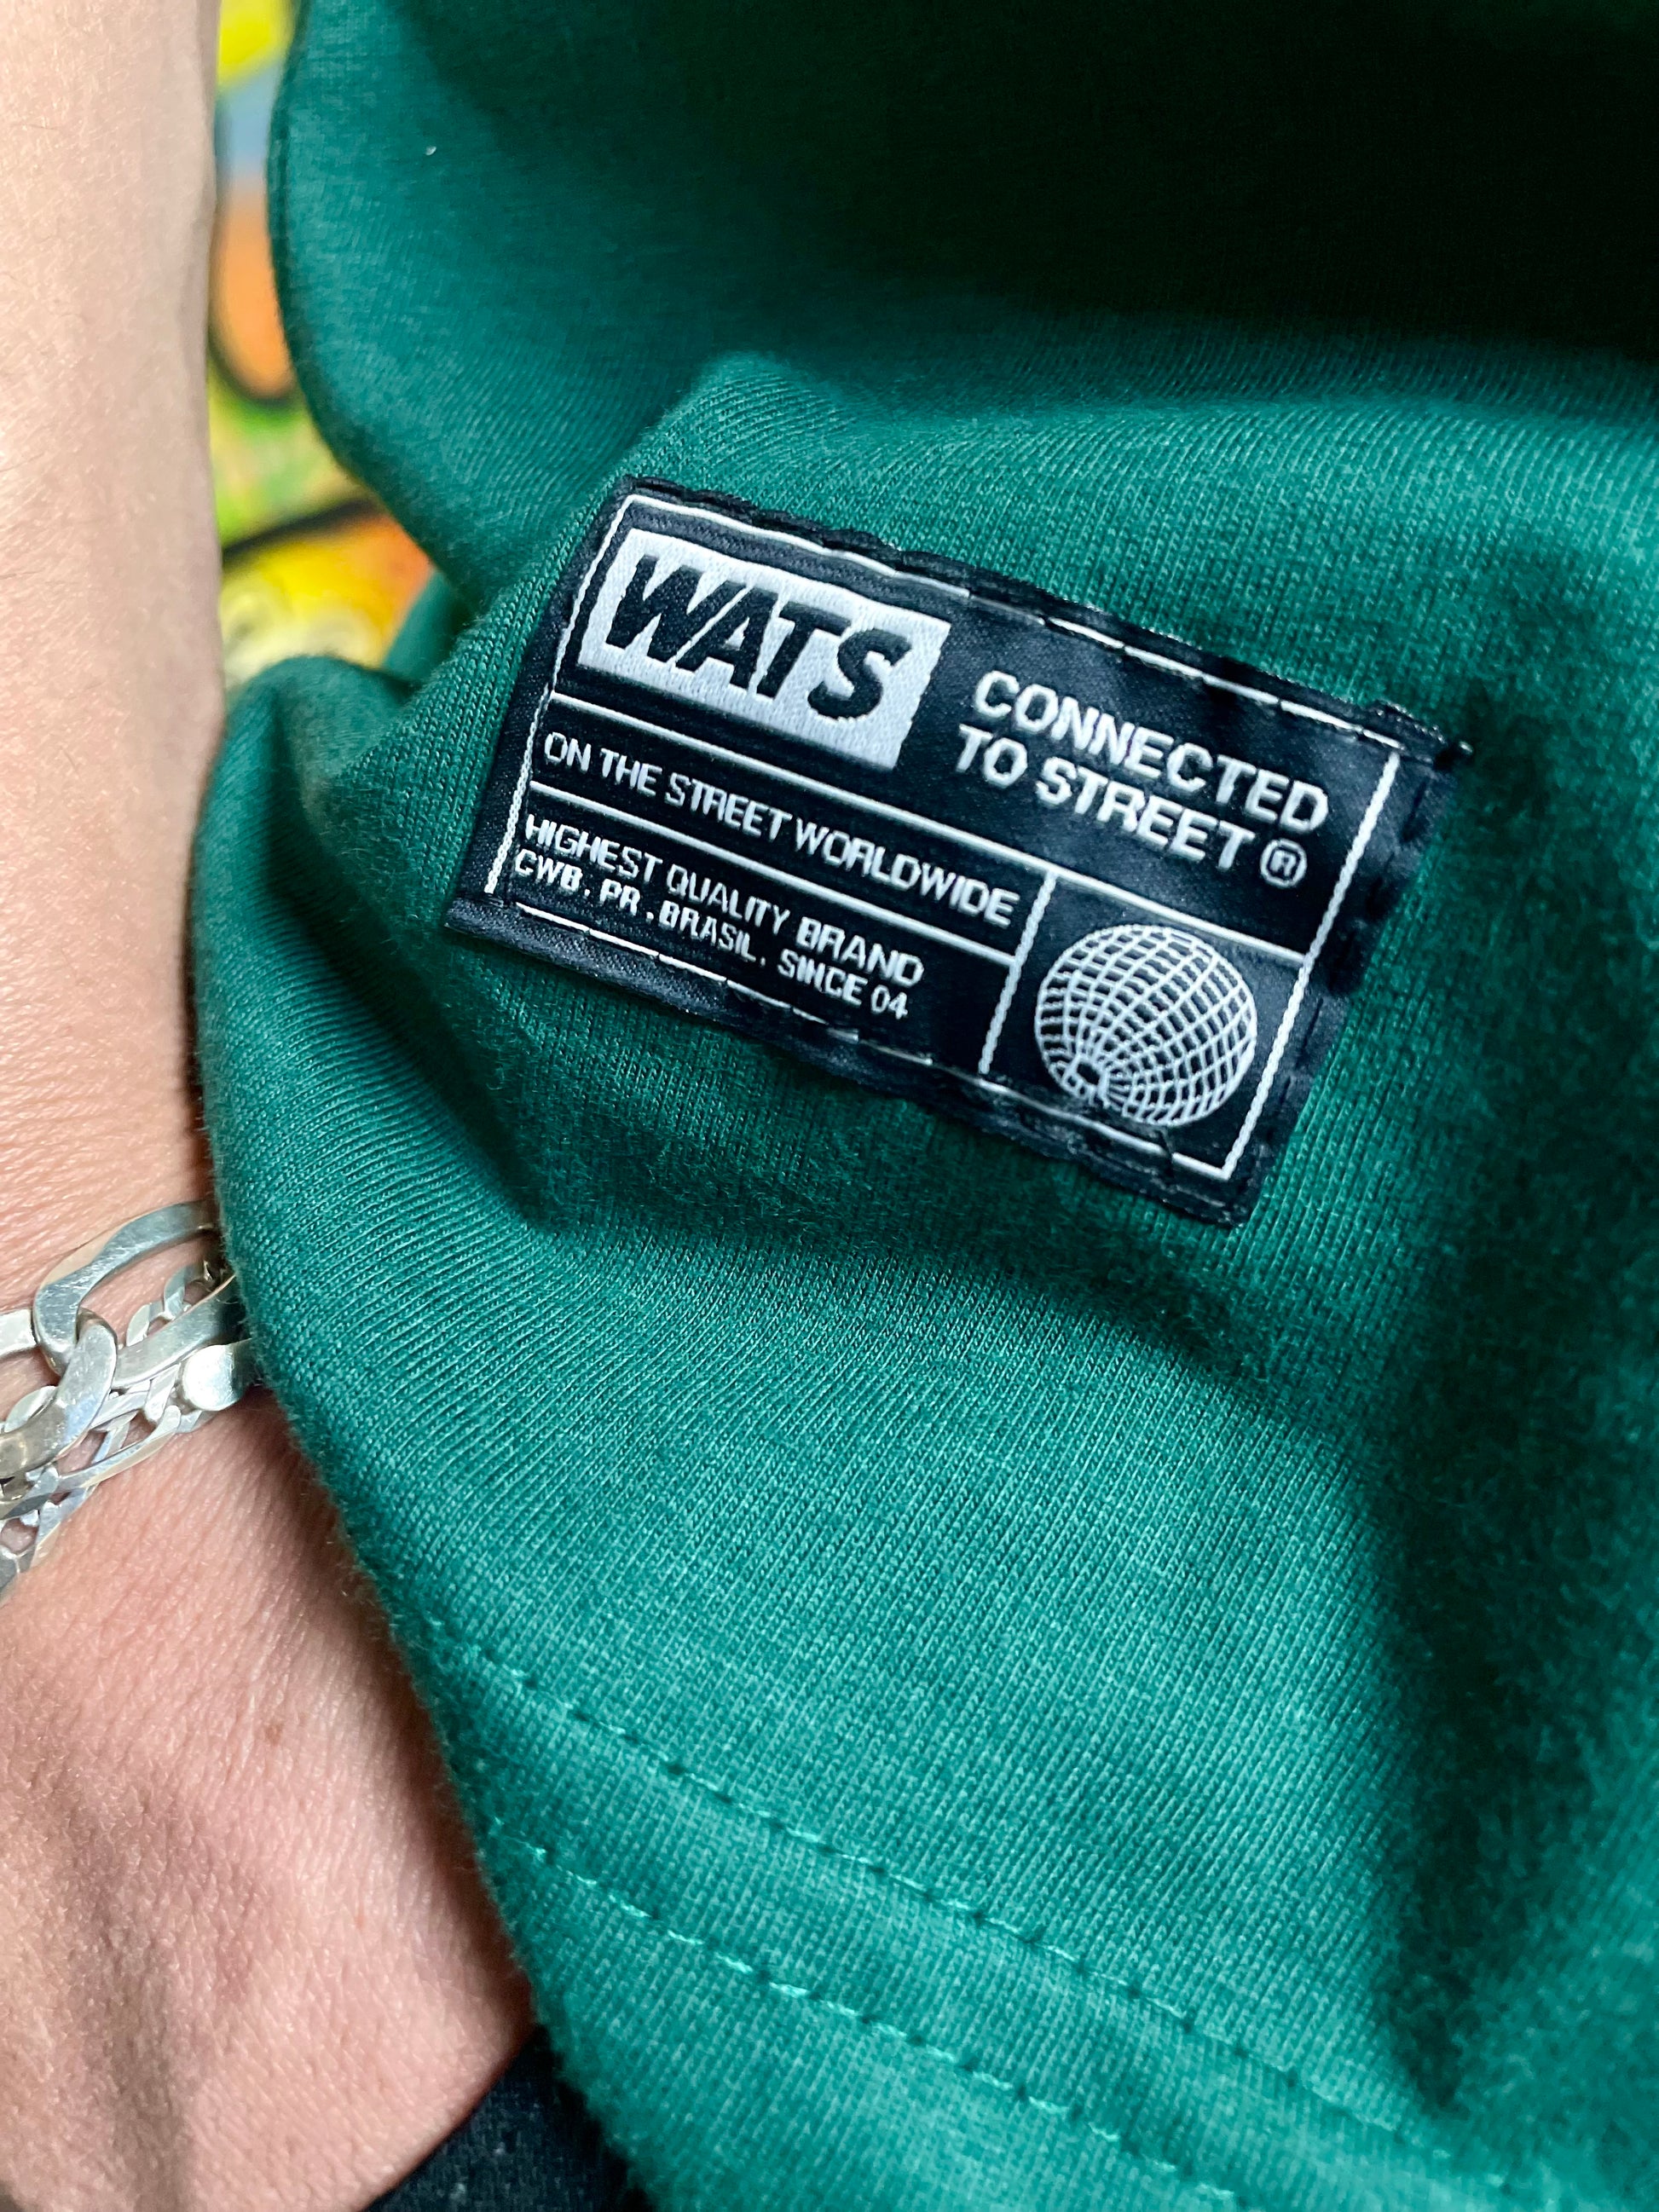 WATS
CONNECTED
TO STREET ®
ON THE STREET WORLDWIDE
HIGHEST QUALITY BRAND
CWB. PR. BRASIL. SINCE 04